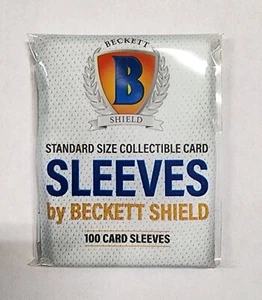 BECKETT
B
SHIELD
STANDARD SIZE COLLECTIBLE CARD
SLEEVES
by BECKETT SHIELD
100 CARD SLEEVES